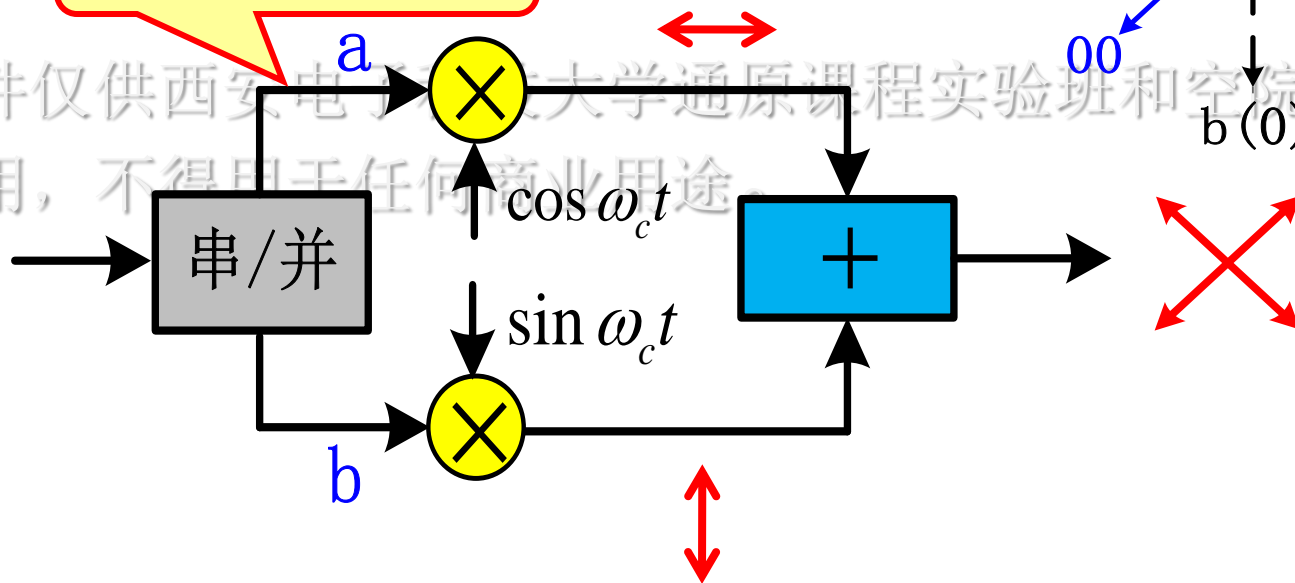 a
00
件仅供西安电子科技大学通原课程实验班和空院
b(0)
用，不得用于任何商业用途。
cos ω_c t
串/并
+
sin ω_c t
b